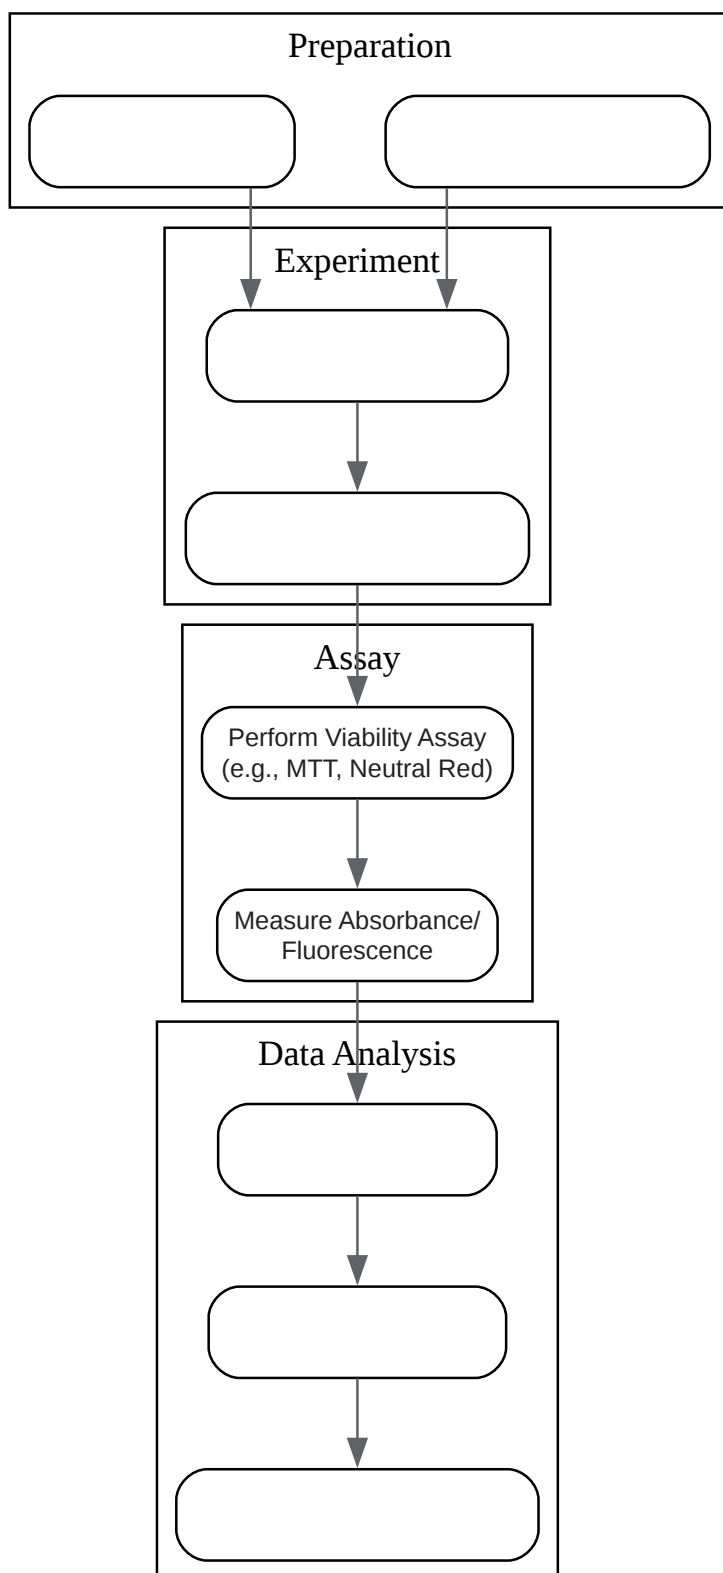 Preparation
Experiment
Assay
Perform Viability Assay
(e.g., MTT, Neutral Red)
Measure Absorbance/
Fluorescence
Data Analysis